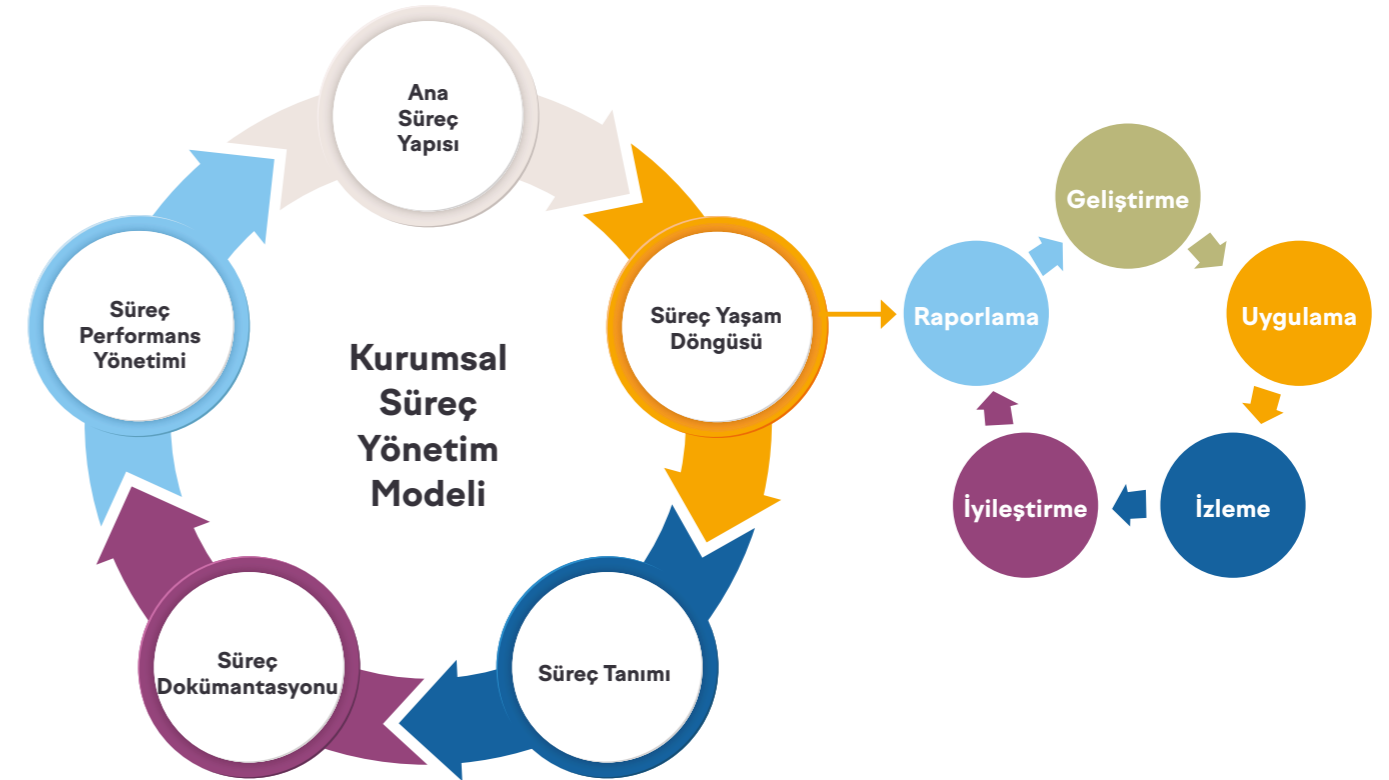 Ana
Süreç
Yapısı
Süreç Yaşam
Döngüsü
Süreç Tanımı
Süreç
Dokümantasyonu
Süreç
Performans
Yönetimi
Kurumsal
Süreç
Yönetim
Modeli
Geliştirme
Uygulama
İzleme
İyileştirme
Raporlama